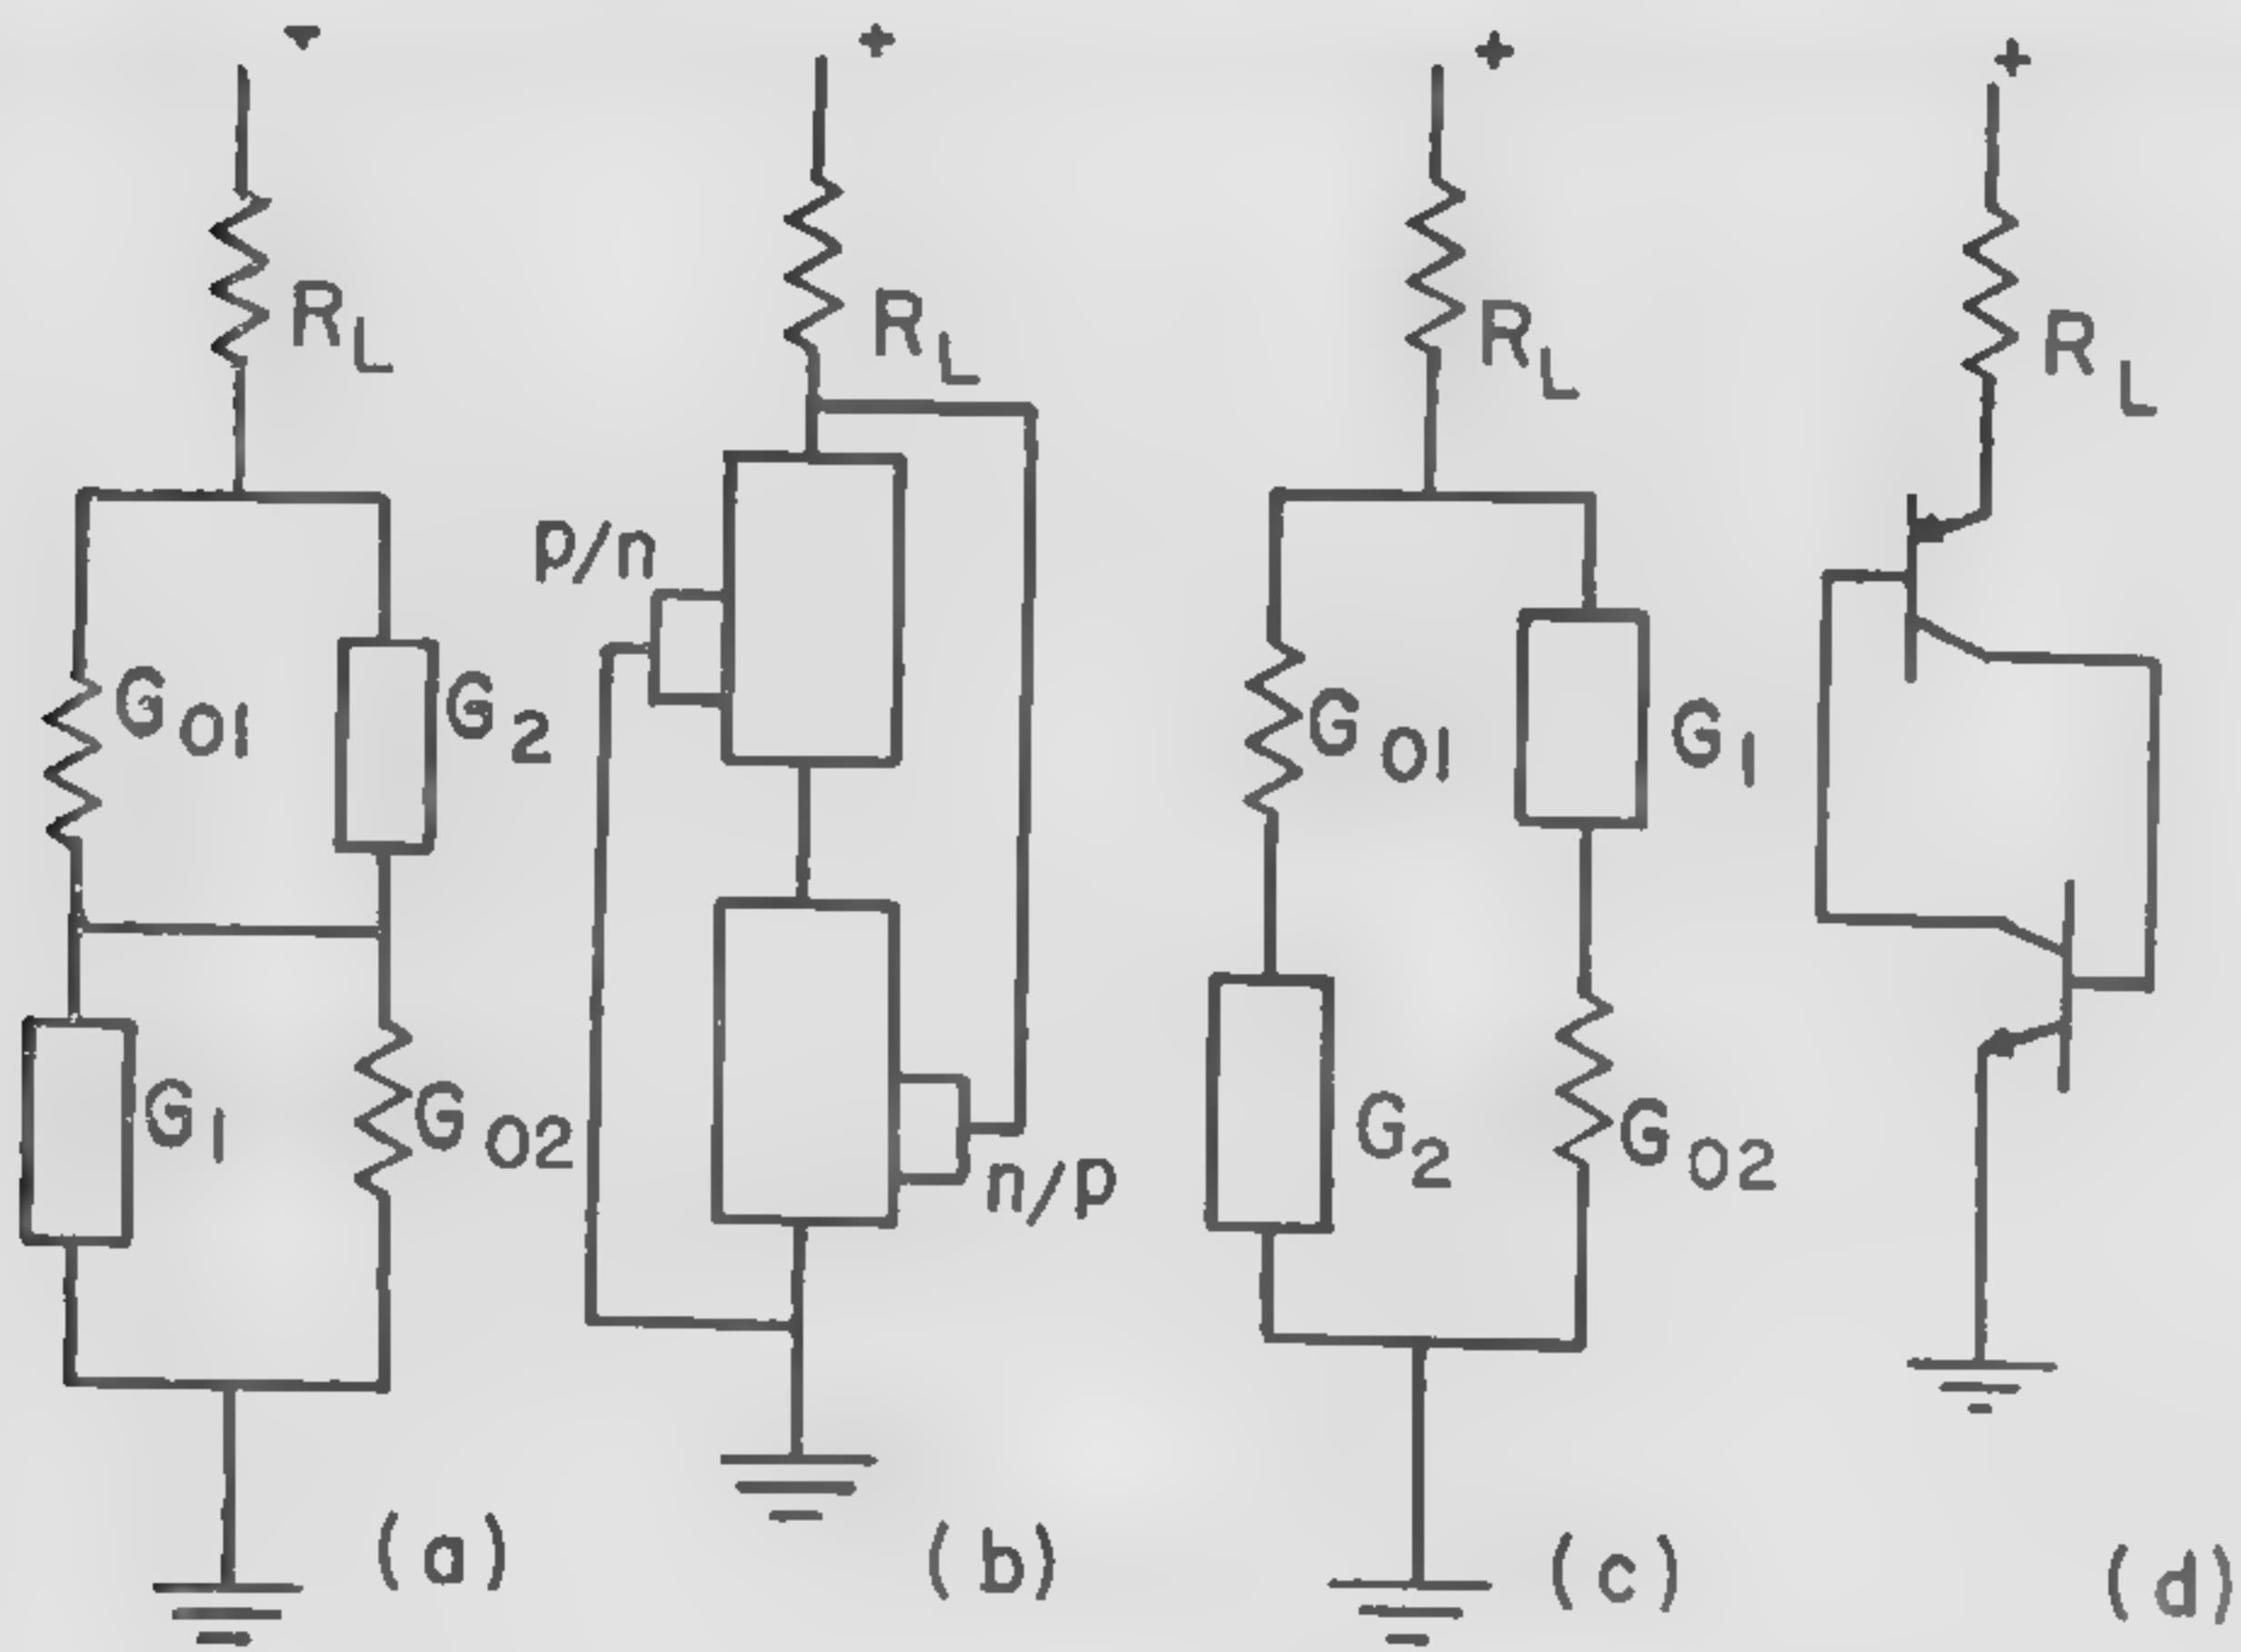 -
+
+
+
R_L
R_L
R_L
R_L
p/n
G_01
G_2
G_01
G_1
G_1
G_02
n/p
G_2
G_02
(a)
(b)
(c)
(d)